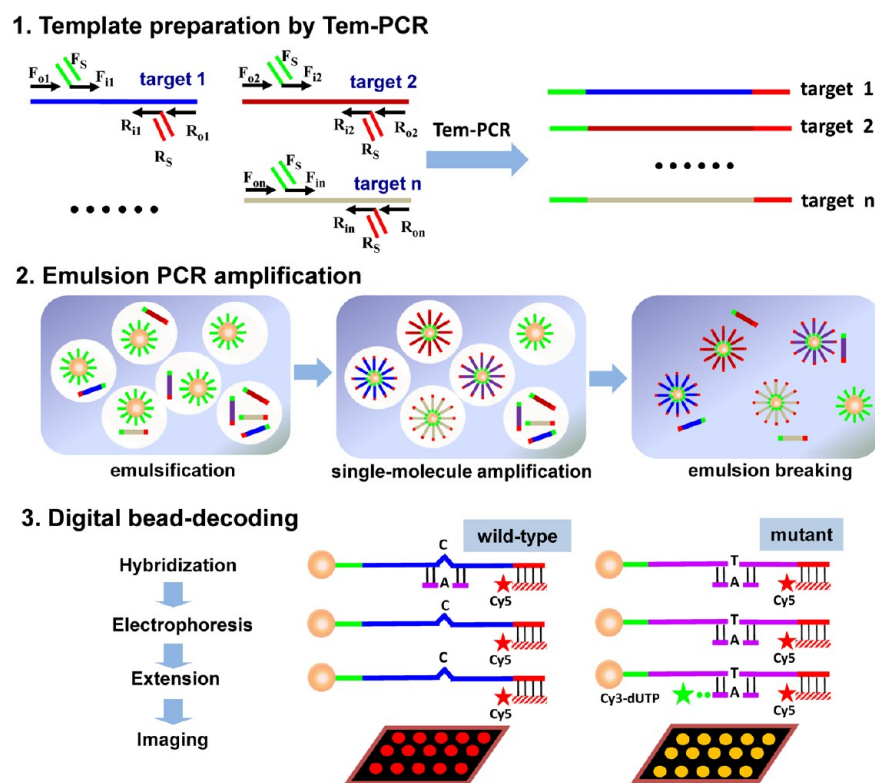 1. Template preparation by Tem-PCR
Fo1 FS Fi1 target 1
Ri1 Ro1
RS
Fo2 FS Fi2 target 2
Ri2 Ro2
RS
Fon FS Fin target n
Rin Ron
RS
Tem-PCR
target 1
target 2
target n
2. Emulsion PCR amplification
emulsification
single-molecule amplification
emulsion breaking
3. Digital bead-decoding
Hybridization
Electrophoresis
Extension
Imaging
wild-type
C
A
Cy5
C
Cy5
C
Cy5
mutant
T
A
Cy5
T
A
Cy5
T
Cy3-dUTP A
Cy5